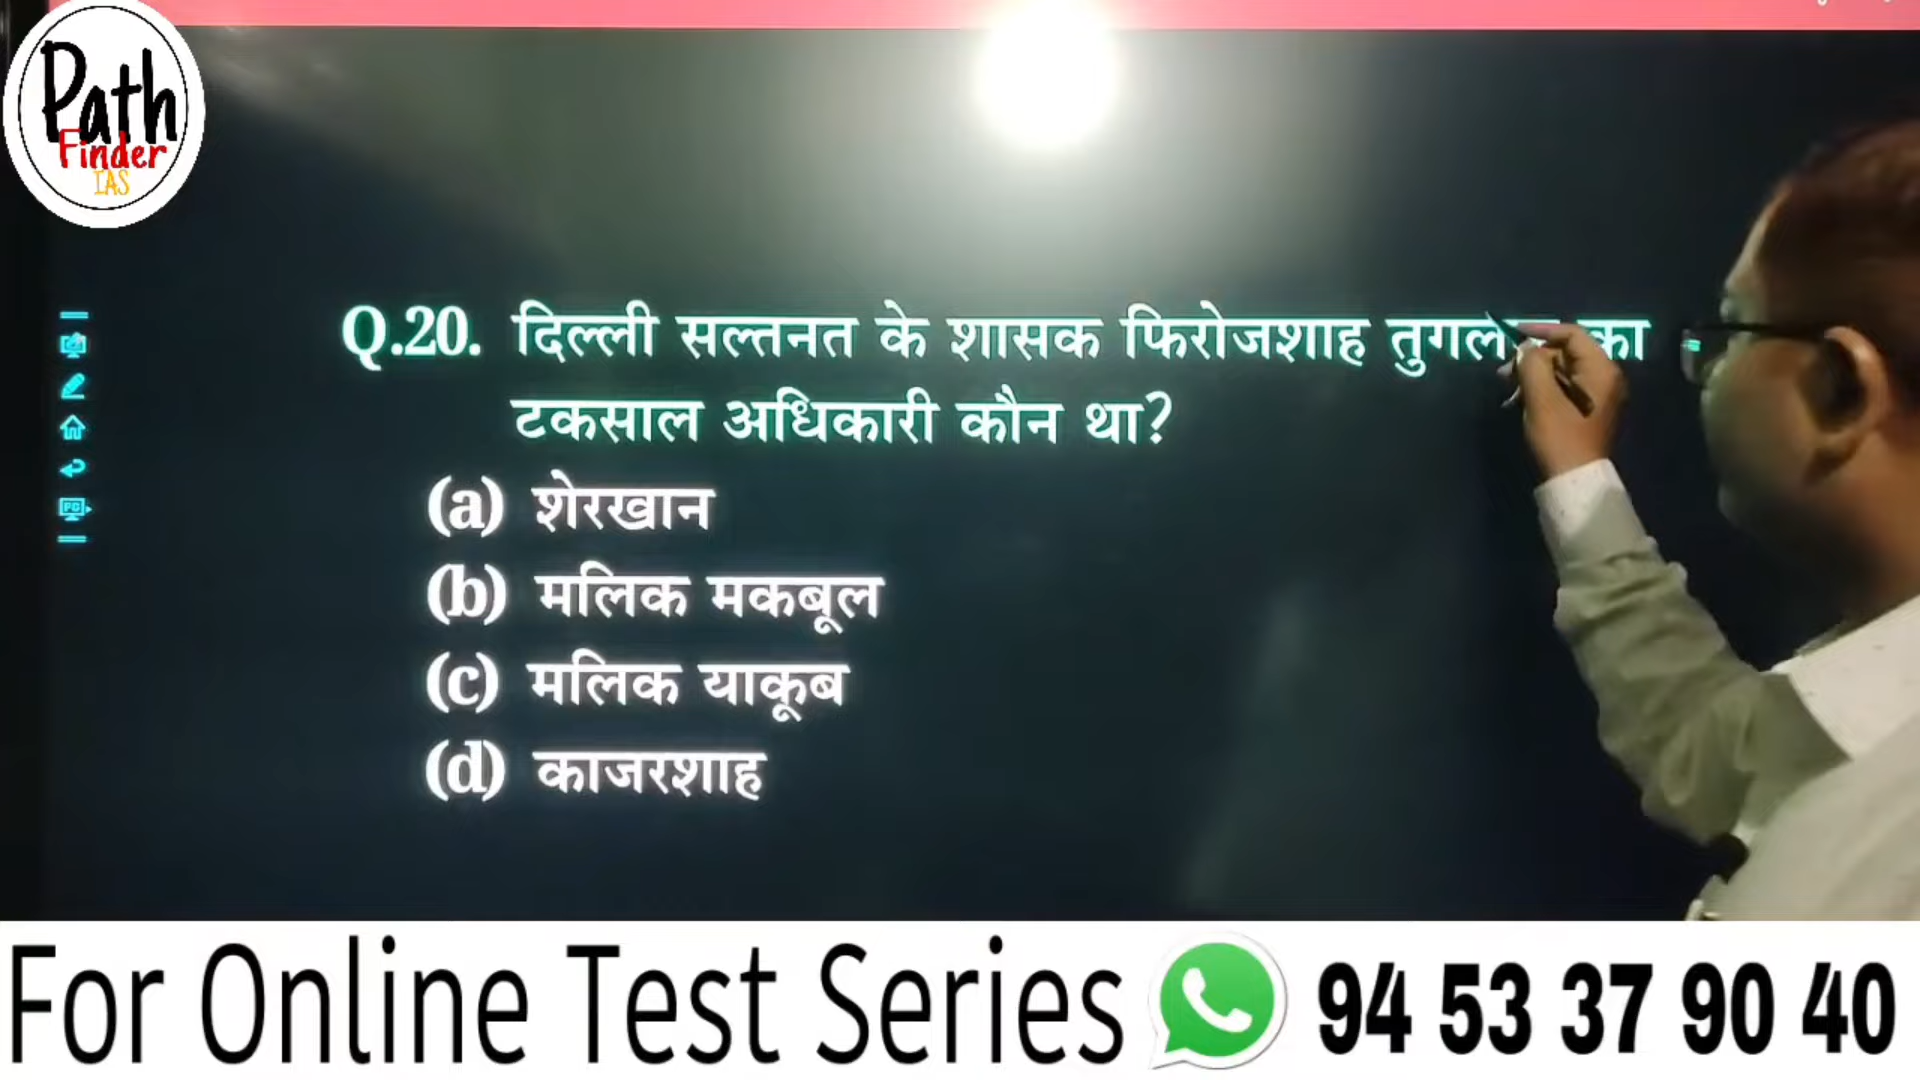 Path
Finder
IAS
Q.20. दिल्ली सल्तनत के शासक फिरोजशाह का
टकसाल अधिकारी कौन था?
(a) शेरखान
(b) मलिक मकबूल
(c) मलिक याकूब
(d) काजरशाह
For Online Test Series 94 53 37 90 40